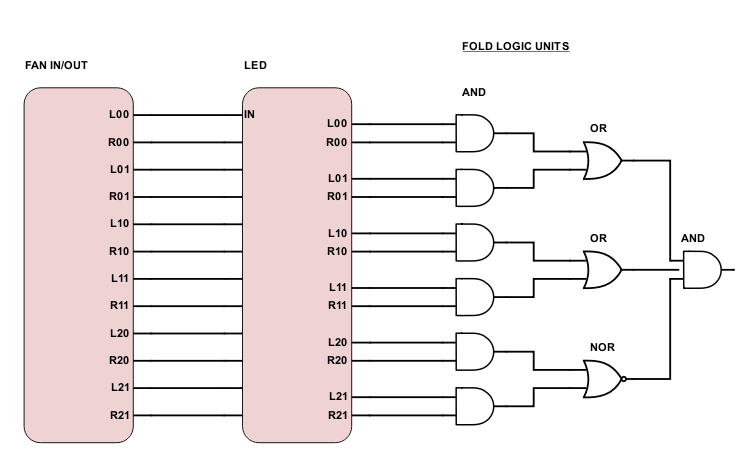 FOLD LOGIC UNITS
FAN IN/OUT
LED
AND
L00
IN
L00
R00
R00
OR
L01
L01
R01
R01
L10
L10
R10
R10
OR
AND
L11
L11
R11
R11
L20
L20
R20
R20
NOR
L21
L21
R21
R21